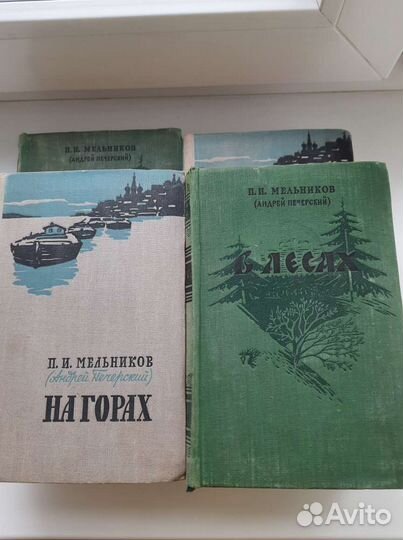 П. И. МЕЛЬНИКОВ
(АНДРЕЙ ПЕЧЕРСКИЙ)
П. И. МЕЛЬНИКОВ
(Андрей Печерский)
НА ГОРАХ
П. И. МЕЛЬНИКОВ
(АНДРЕЙ ПЕЧЕРСКИЙ)
В ЛЕСАХ
Avito